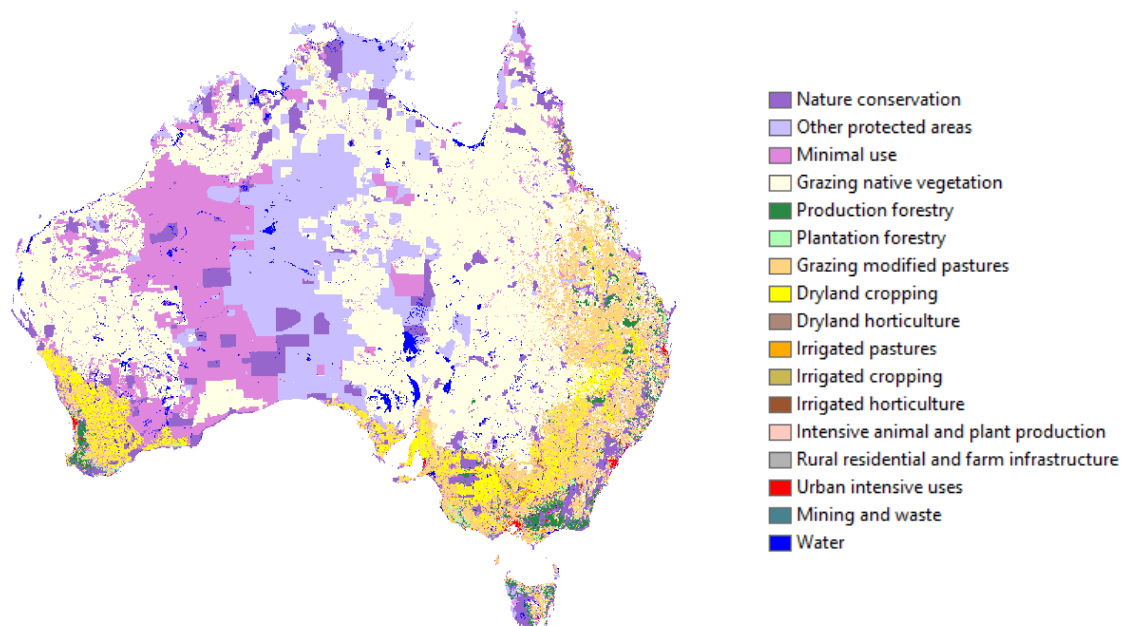 Nature conservation
Other protected areas
Minimal use
Grazing native vegetation
Production forestry
Plantation forestry
Grazing modified pastures
Dryland cropping
Dryland horticulture
Irrigated pastures
Irrigated cropping
Irrigated horticulture
Intensive animal and plant production
Rural residential and farm infrastructure
Urban intensive uses
Mining and waste
Water